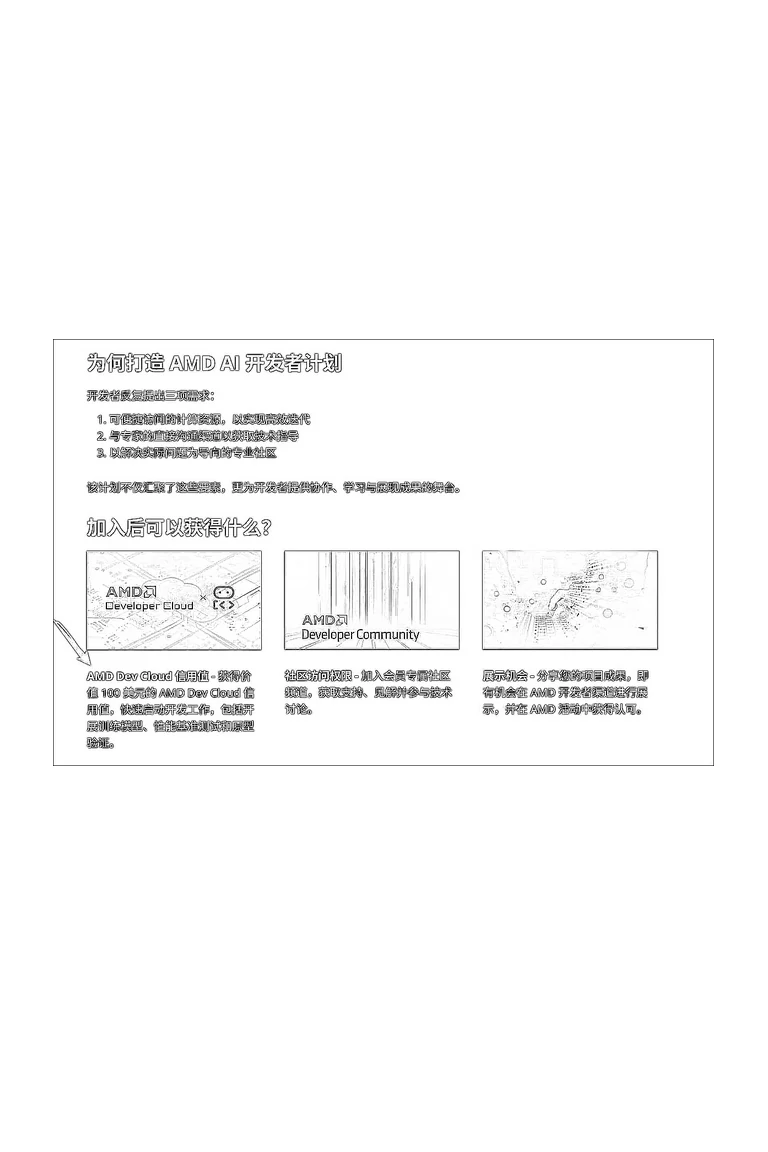 为何打造 AMD AI 开发者计划
开发者反复提出三项需求：
1. 可便捷访问的计算资源，以实现高效迭代
2. 与专家的直接沟通渠道以获取技术指导
3. 以解决实际问题为导向的专业社区
该计划不仅汇聚了这些要素，更为开发者提供协作、学习与展现成果的舞台。
加入后可以获得什么？
AMD
Developer Cloud
×
AMD
Developer Community
AMD Dev Cloud 信用值 - 获得价
值 100 美元的 AMD Dev Cloud 信
用值，快速启动开发工作，包括开
展训练模型、性能基准测试和原型
验证。
社区访问权限 - 加入会员专属社区
频道，获取支持、见解并参与技术
讨论。
展示机会 - 分享您的项目成果，即
有机会在 AMD 开发者渠道进行展
示，并在 AMD 活动中获得认可。